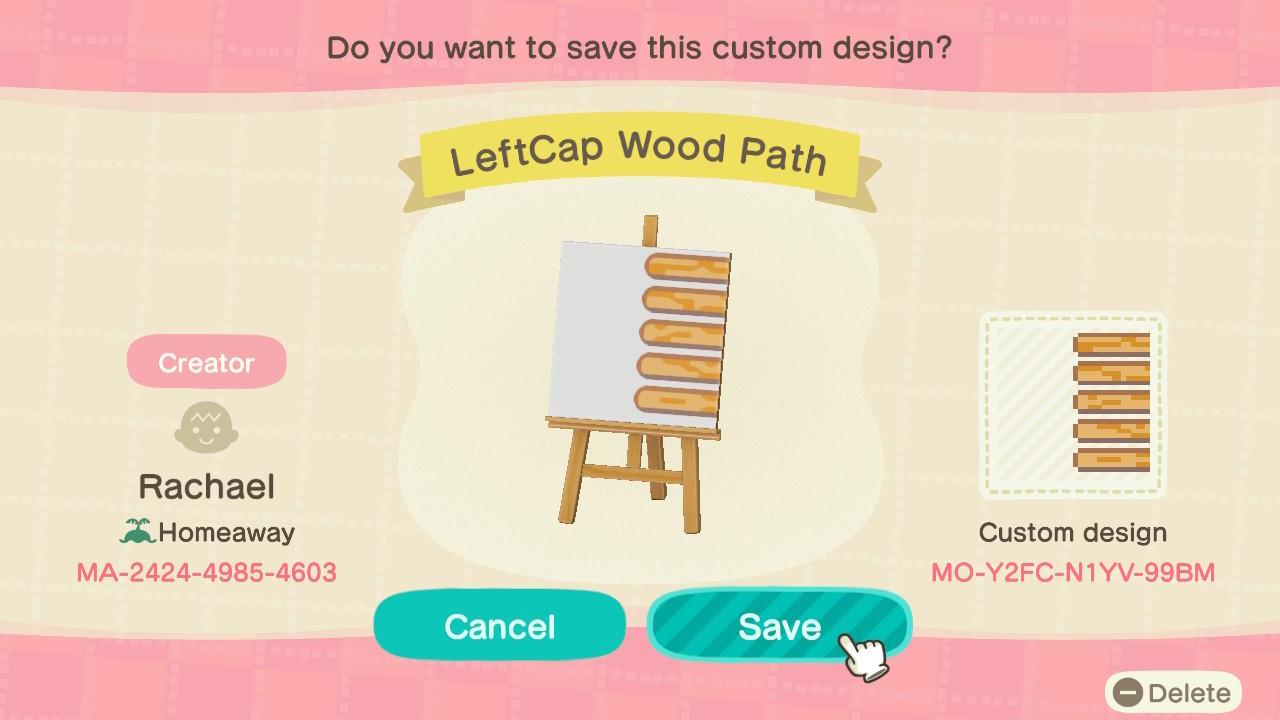 Do you want to save this custom design?
LeftCap Wood Path
Creator
Rachael
Homeaway
MA-2424-4985-4603
Custom design
MO-Y2FC-N1YV-99BM
Cancel
Save
Delete